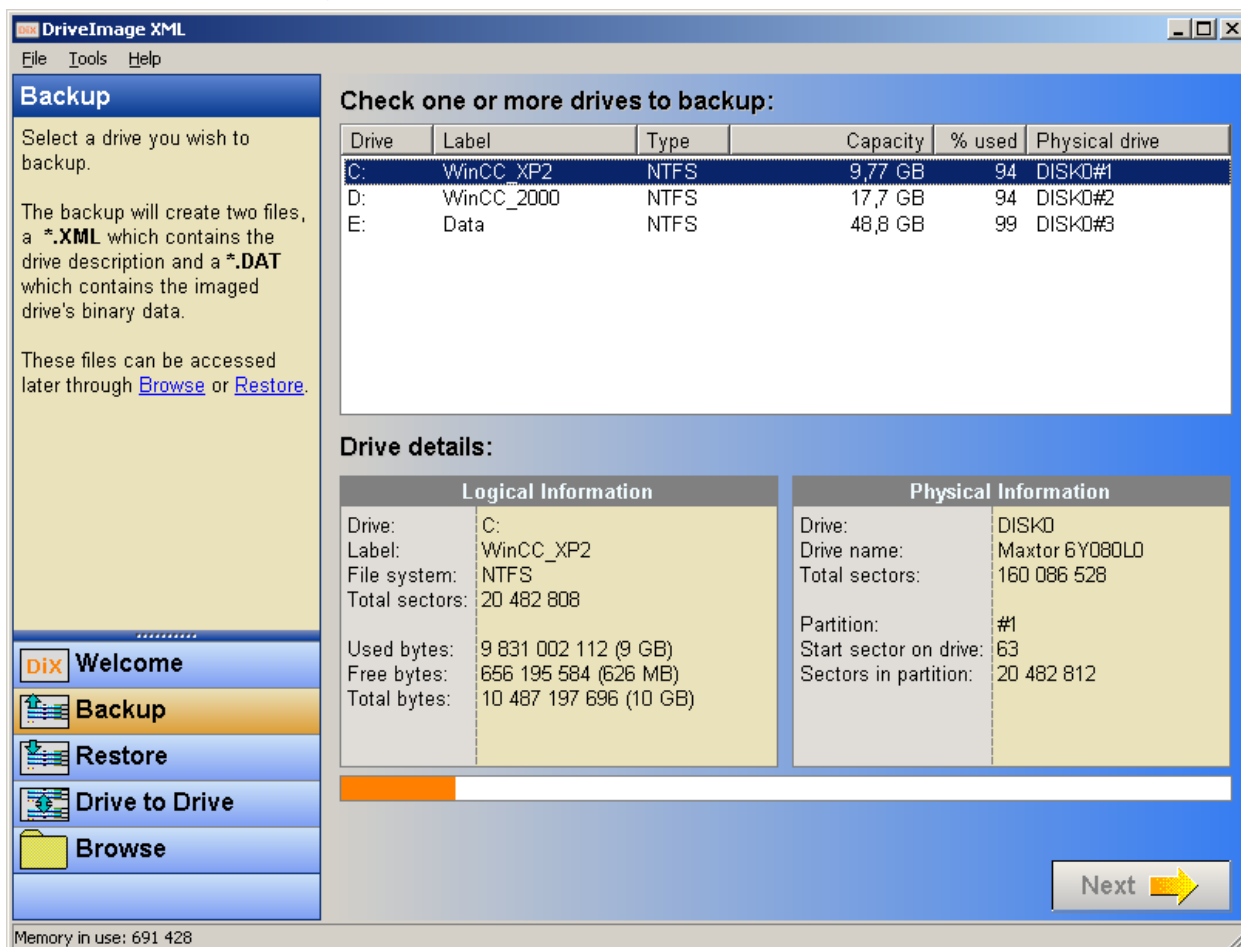 DiX DriveImage XML
File Tools Help
Backup
Select a drive you wish to
backup.
The backup will create two files,
a *.XML which contains the
drive description and a *.DAT
which contains the imaged
drive's binary data.
These files can be accessed
later through Browse or Restore.
DiX Welcome
Backup
Restore
Drive to Drive
Browse
Check one or more drives to backup:
Drive Label Type Capacity % used Physical drive
C: WinCC_XP2 NTFS 9,77 GB 94 DISK0#1
D: WinCC_2000 NTFS 17,7 GB 94 DISK0#2
E: Data NTFS 48,8 GB 99 DISK0#3
Drive details:
Logical Information
Drive: C:
Label: WinCC_XP2
File system: NTFS
Total sectors: 20 482 808
Used bytes: 9 831 002 112 (9 GB)
Free bytes: 656 195 584 (626 MB)
Total bytes: 10 487 197 696 (10 GB)
Physical Information
Drive: DISK0
Drive name: Maxtor 6Y080L0
Total sectors: 160 086 528
Partition: #1
Start sector on drive: 63
Sectors in partition: 20 482 812
Next
Memory in use: 691 428